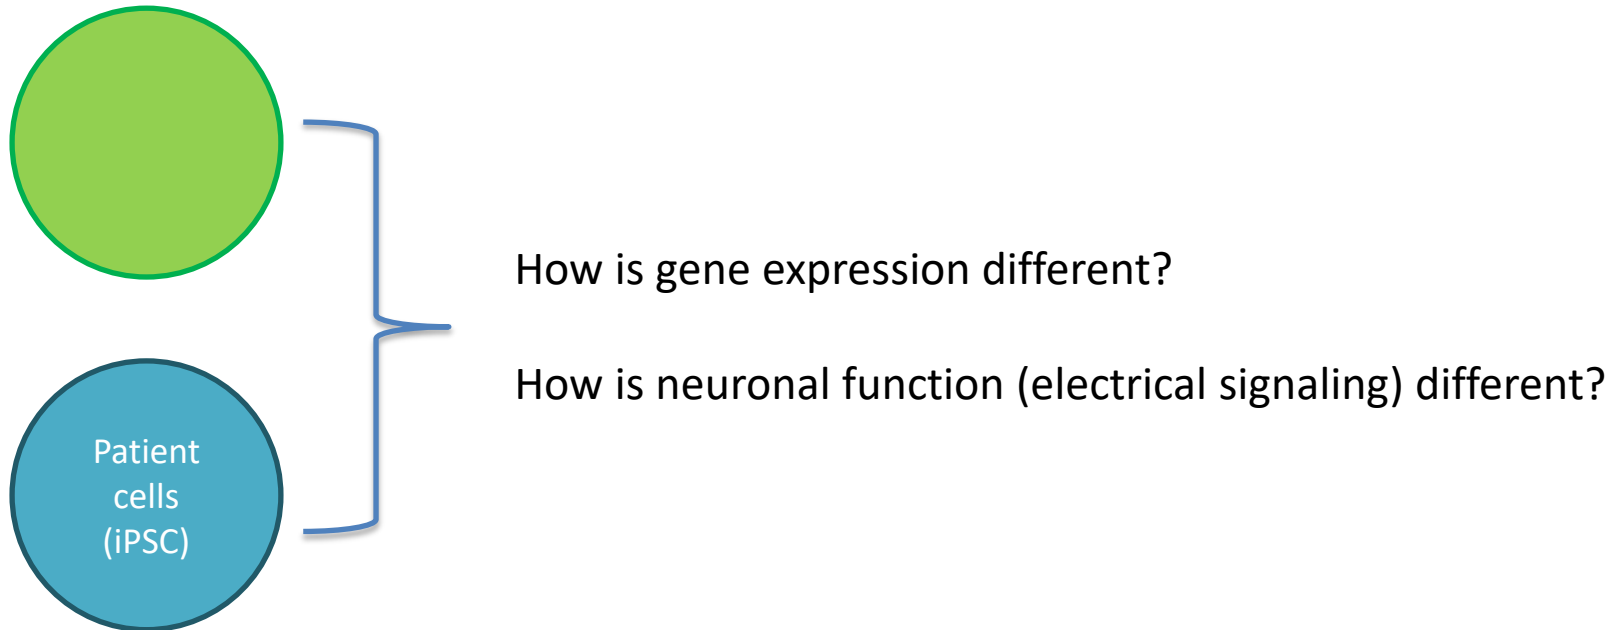 How is gene expression different?
How is neuronal function (electrical signaling) different?
Patient
cells
(iPSC)